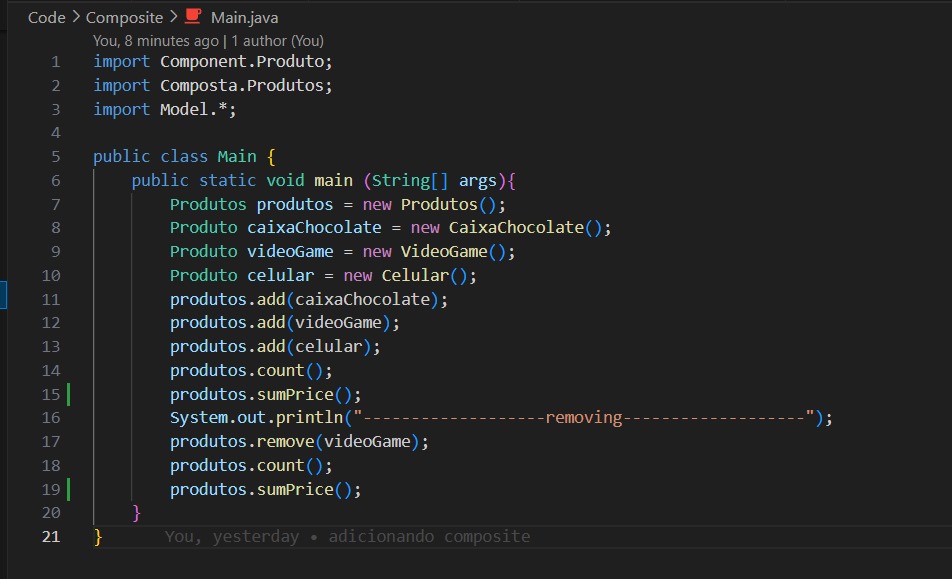 Code > Composite > Main.java
You, 8 minutes ago | 1 author (You)
1 import Component.Produto;
2 import Composta.Produtos;
3 import Model.*;
4
5 public class Main {
6 public static void main (String[] args){
7 Produtos produtos = new Produtos();
8 Produto caixaChocolate = new CaixaChocolate();
9 Produto videoGame = new VideoGame();
10 Produto celular = new Celular();
11 produtos.add(caixaChocolate);
12 produtos.add(videoGame);
13 produtos.add(celular);
14 produtos.count();
15 produtos.sumPrice();
16 System.out.println("-------------------removing-------------------");
17 produtos.remove(videoGame);
18 produtos.count();
19 produtos.sumPrice();
20 }
21 } You, yesterday • adicionando composite